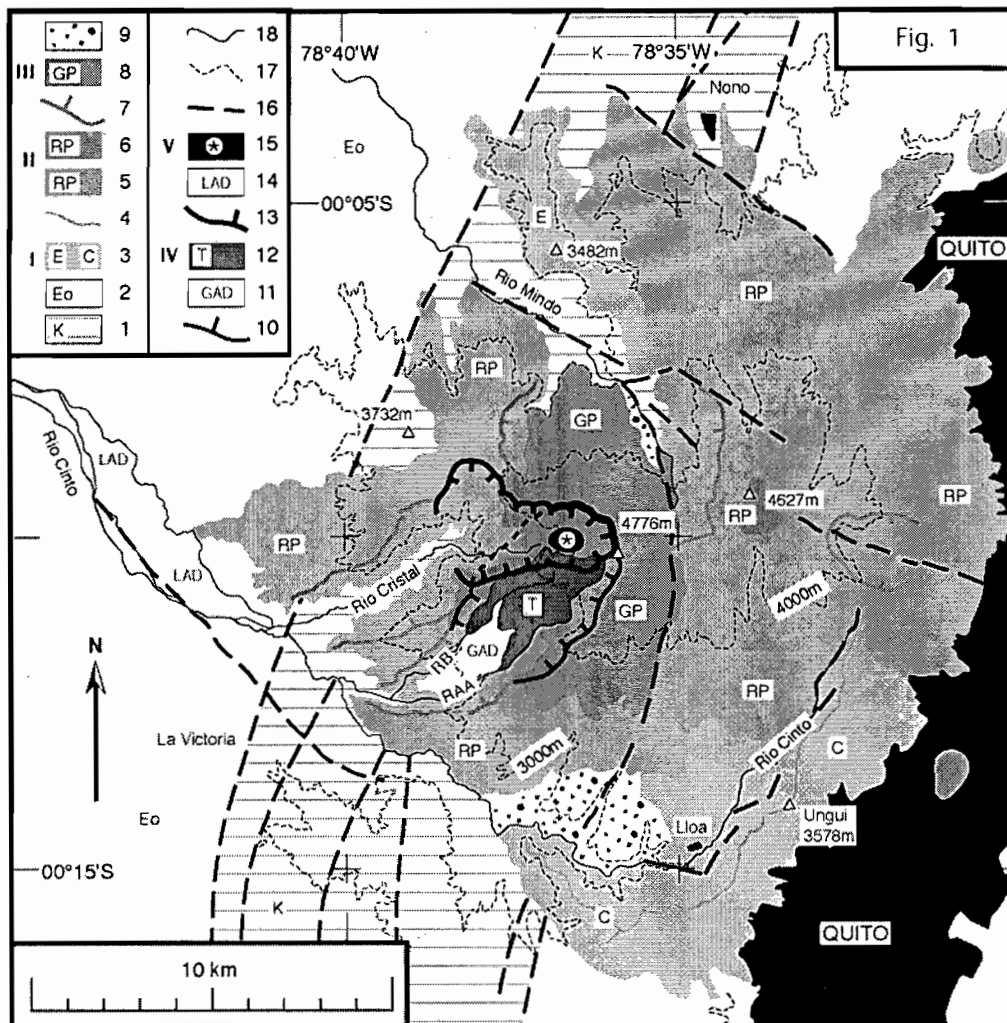 9
III GP 8
7
II RP 6
RP 5
4
I E C 3
Eo 2
K 1
18
17
16
V 15
LAD 14
13
IV T 12
GAD 11
10
78°40'W
K 78°35'W
Fig. 1
Nono
Eo
00°05'S
E
3482m
QUITO
Rio Mindo
RP
RP
3732m
GP
Rio Cinto
LAD
4627m
RP
RP
4776m
RP
LAD
Rio Cristal
4000m
T
GP
N
RB
GAD
RAA
RP
La Victoria
RP
3000m
Rio Cinto
C
Eo
Lloa
Ungui
3578m
00°15'S
K
C
QUITO
10 km